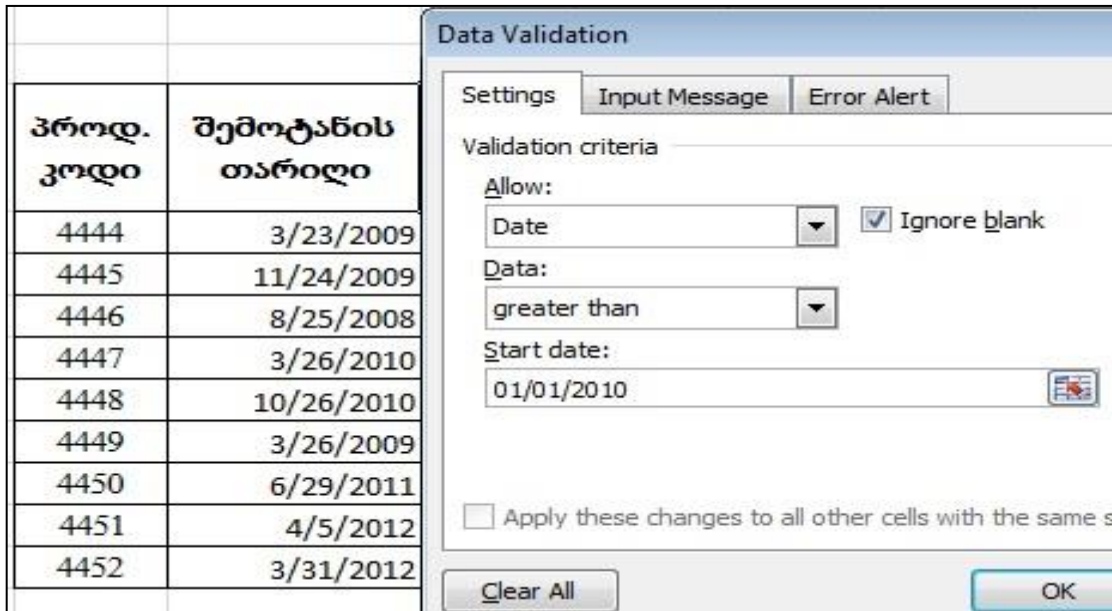 პროდ. შემოტანის
კოდი თარიღი
4444 3/23/2009
4445 11/24/2009
4446 8/25/2008
4447 3/26/2010
4448 10/26/2010
4449 3/26/2009
4450 6/29/2011
4451 4/5/2012
4452 3/31/2012
Data Validation
Settings Input Message Error Alert
Validation criteria
Allow:
Date Ignore blank
Data:
greater than
Start date:
01/01/2010
Apply these changes to all other cells with the same s
Clear All OK